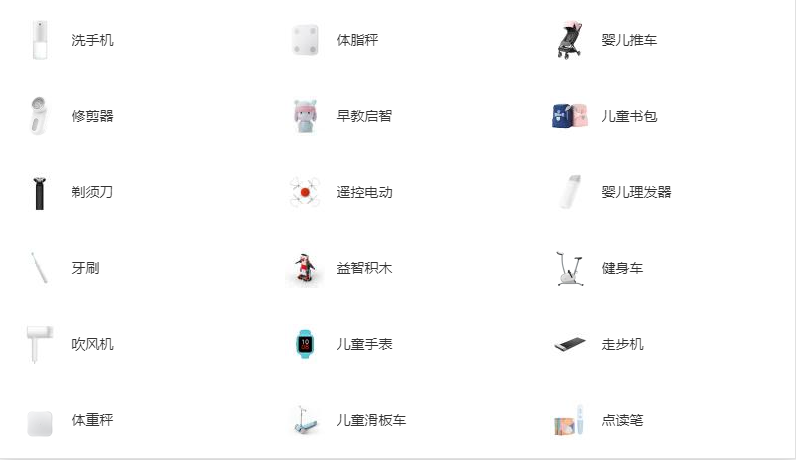 洗手机
体脂秤
婴儿推车
修剪器
早教启智
儿童书包
剃须刀
遥控电动
婴儿理发器
牙刷
益智积木
健身车
吹风机
儿童手表
走步机
体重秤
儿童滑板车
点读笔